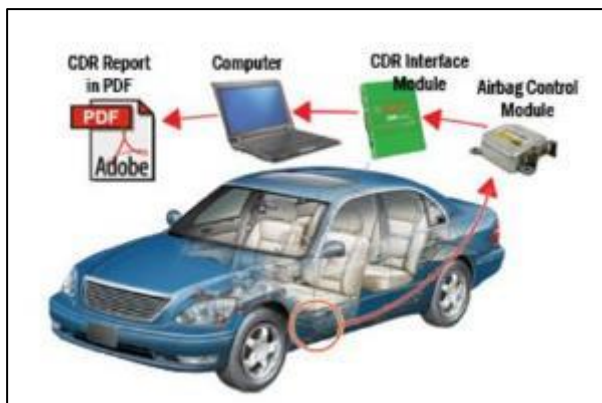 CDR Report
in PDF
Computer
CDR Interface
Module
Airbag Control
Module
PDF
Adobe